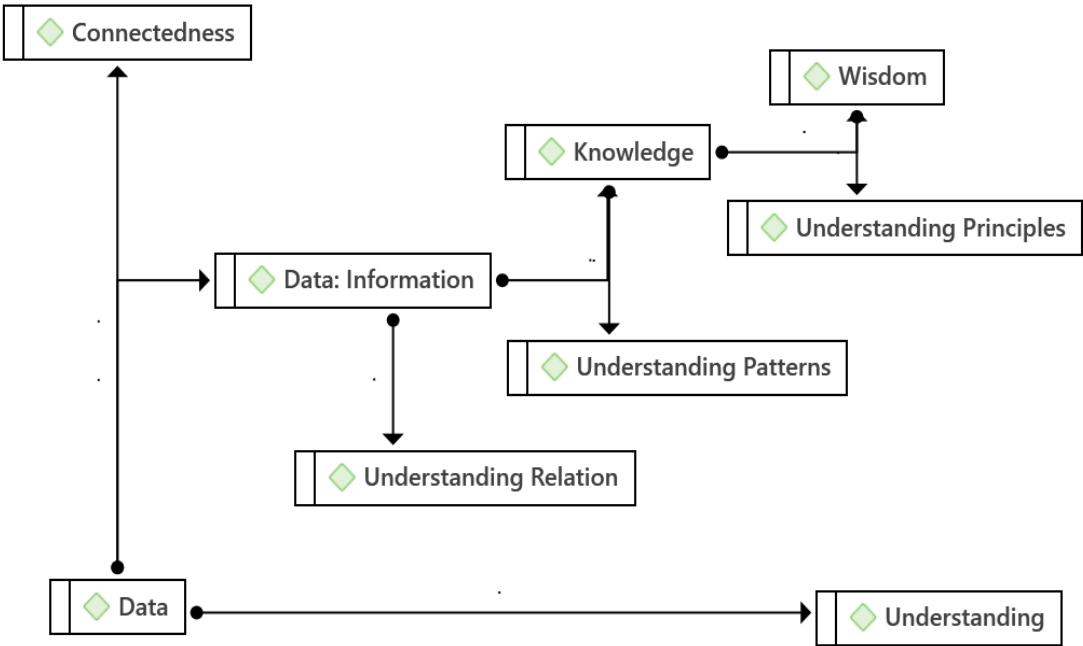 Connectedness
Wisdom
Knowledge
Understanding Principles
Data: Information
Understanding Patterns
Understanding Relation
Data
Understanding